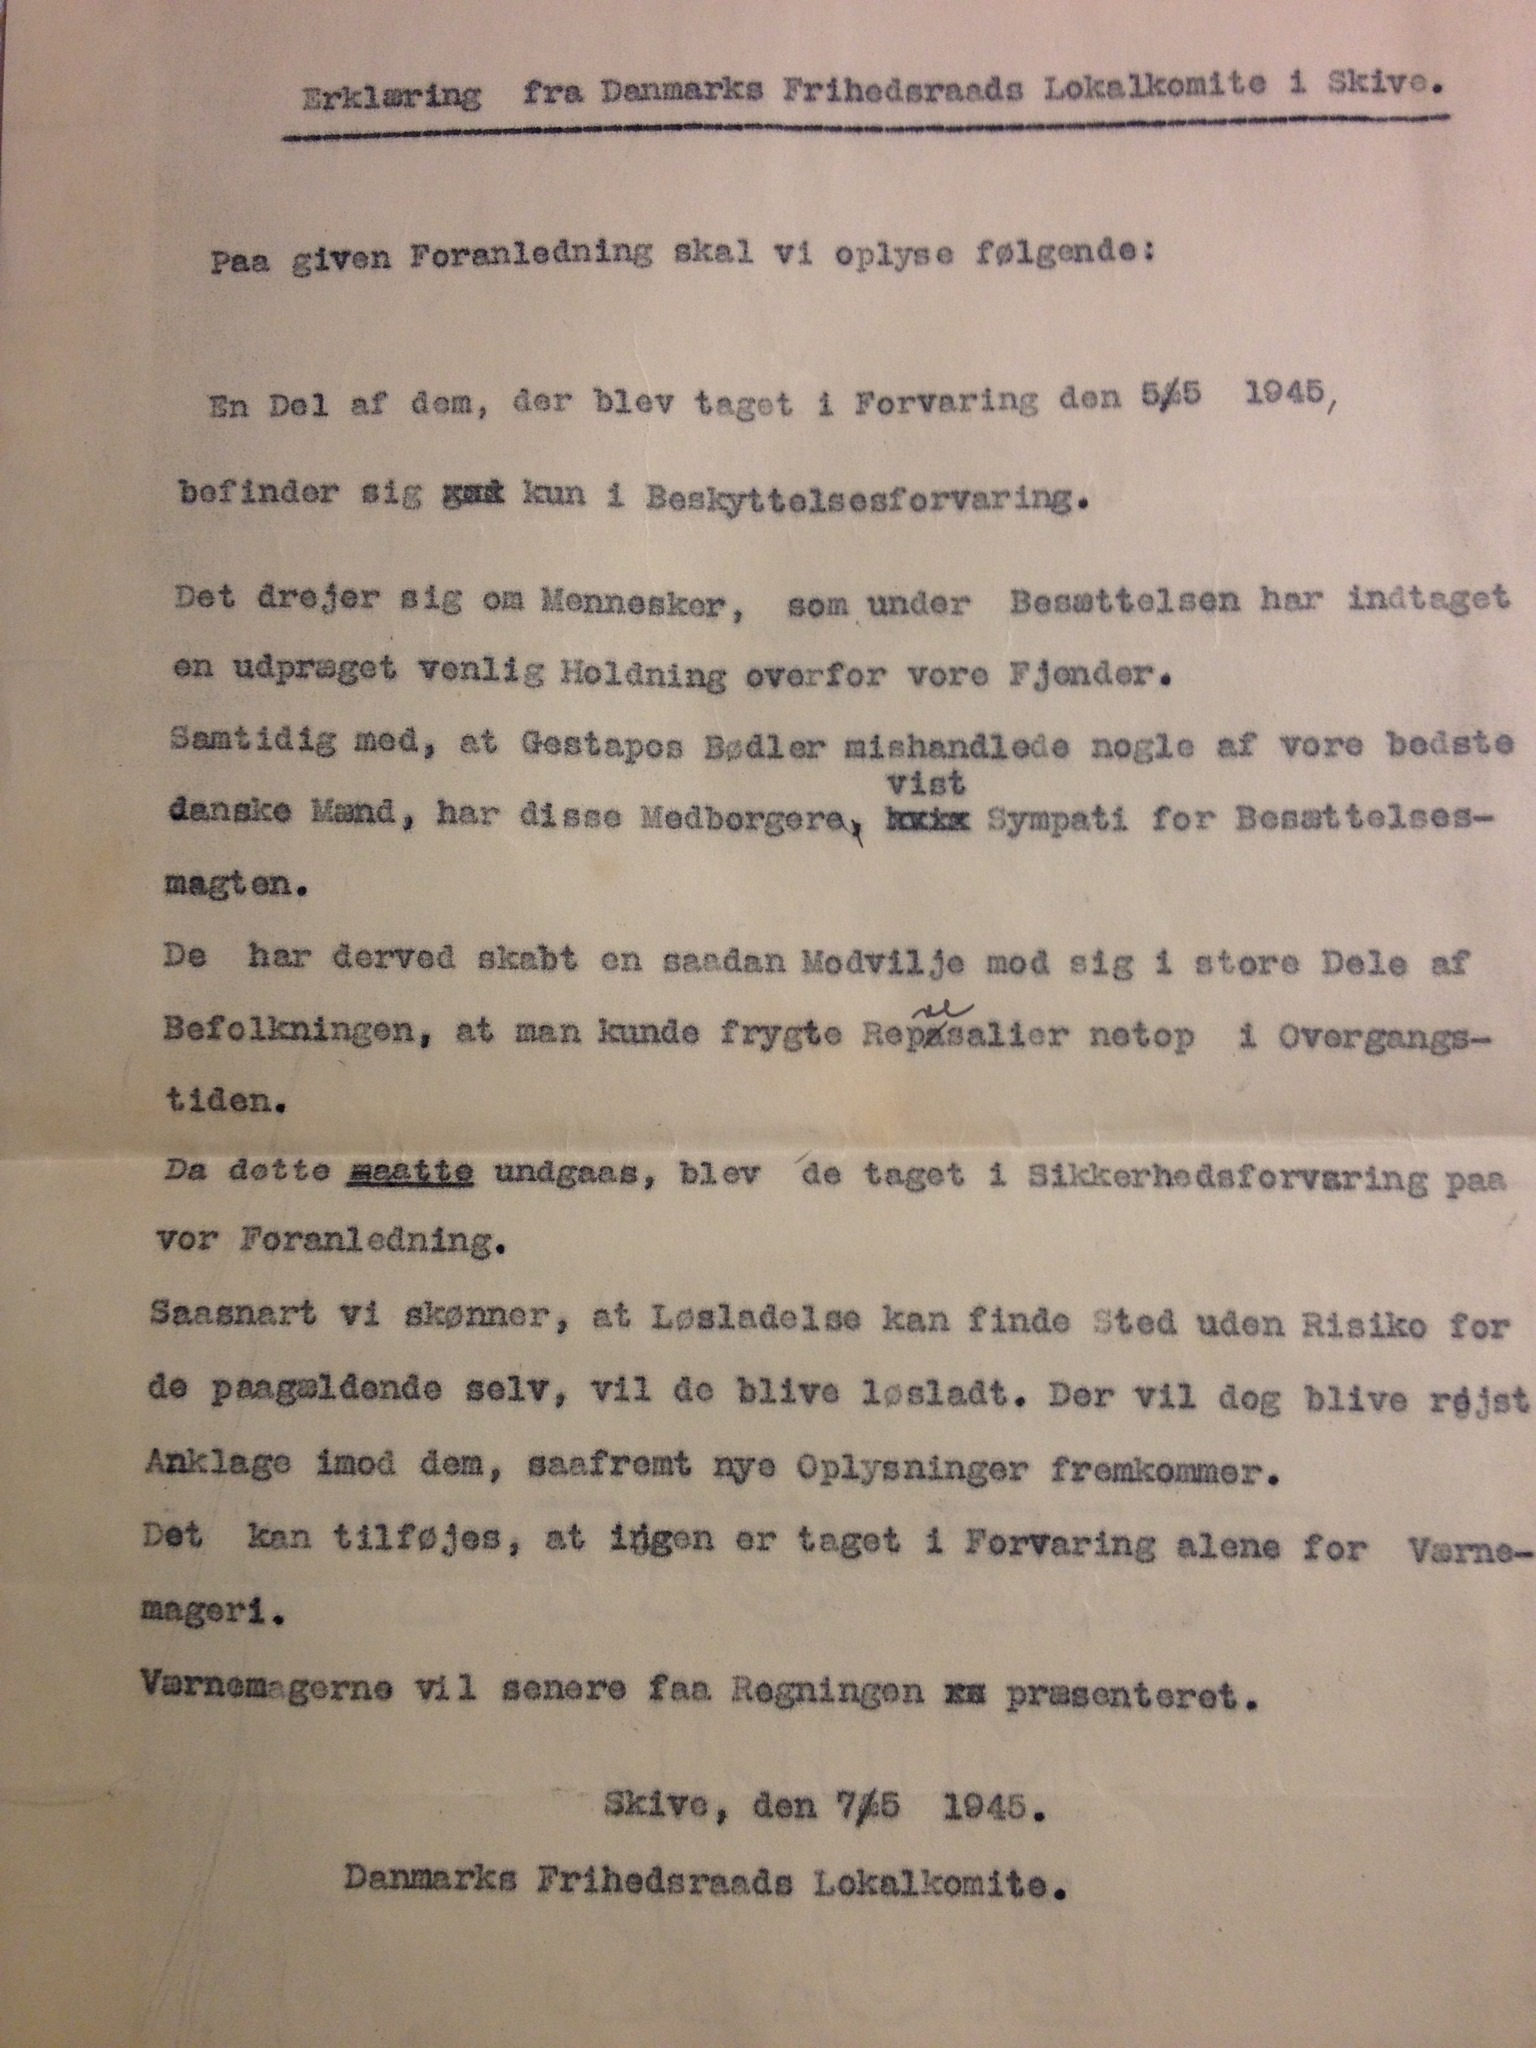 Erklæring fra Danmarks Frihedsraads Lokalkomite i Skive.
Paa given Foranledning skal vi oplyse følgende:
En Del af dem, der blev taget i Forvaring den 5/5 1945,
befinder sig kun i Beskyttelsesforvaring.
Det drejer sig om Mennesker, som under Besættelsen har indtaget
en udpræget venlig Holdning overfor vore Fjender.
Samtidig med, at Gestapos Bødler mishandlede nogle af vore bedste
vist
danske Mænd, har disse Medborgere, Sympati for Besættelses-
magten.
De har derved skabt en saadan Modvilje mod sig i store Dele af
Befolkningen, at man kunde frygte Represalier netop i Overgangs-
tiden.
Da dette maatte undgaas, blev de taget i Sikkerhedsforvaring paa
vor Foranledning.
Saasnart vi skønner, at Løsladelse kan finde Sted uden Risiko for
de paagældende selv, vil de blive løsladt. Der vil dog blive rejst
Anklage imod dem, saafremt nye Oplysninger fremkommer.
Det kan tilføjes, at ingen er taget i Forvaring alene for Værne-
mageri.
Værnemagerne vil senere faa Regningen præsenteret.
Skive, den 7/5 1945.
Danmarks Frihedsraads Lokalkomite.